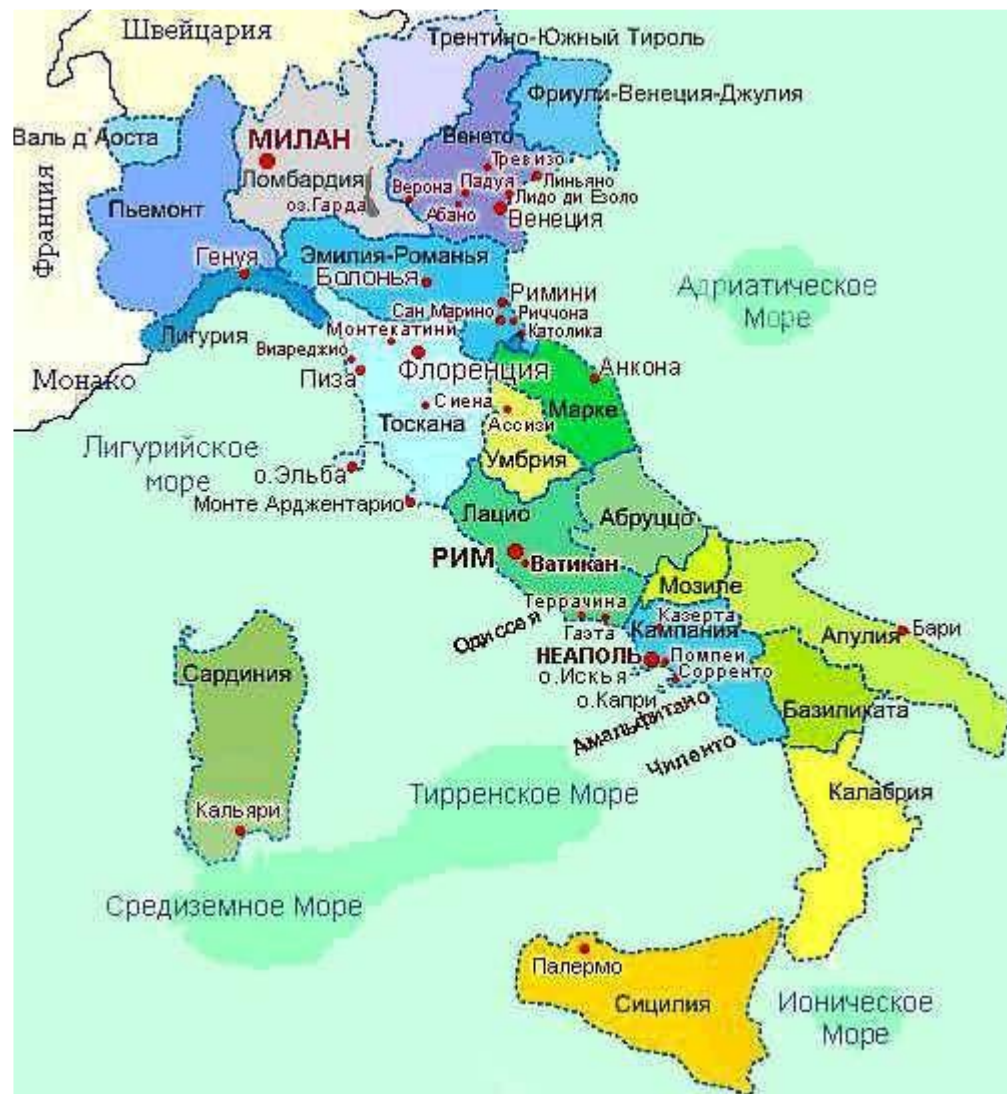 Швейцария
Трентино-Южный Тироль
Фриули-Венеция-Джулия
Валь д'Аоста
МИЛАН
Венето
Тревизо
Ломбардия
Верона
Падуя
Линьяно
оз.Гарда
Абано
Лидо ди Езоло
Венеция
Франция
Пьемонт
Генуя
Эмилия-Романья
Болонья
Адриатическое
Море
Римини
Сан Марино
Риччона
Католика
Лигурия
Монтекатини
Виареджио
Флоренция
Монако
Пиза
Анкона
Сиена
Марке
Ассизи
Тоскана
Лигурийское
море
Умбрия
о.Эльба
Монте Арджентарио
Лацио
Абруццо
РИМ
Ватикан
Мозиле
Террачина
Одиссея
Гаэта
Казерта
Кампания
Апулия
Бари
НЕАПОЛЬ
Помпеи
о.Искья
Сорренто
о.Капри
Сардиния
Амальфитано
Базиликата
Чиленто
Тирренское Море
Калабрия
Кальяри
Средиземное Море
Палермо
Сицилия
Ионическое
Море